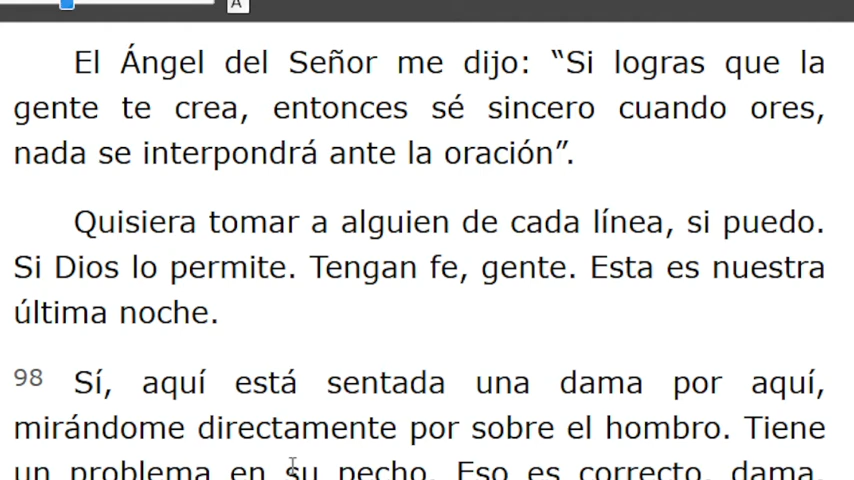 A
El Ángel del Señor me dijo: “Si logras que la
gente te crea, entonces sé sincero cuando ores,
nada se interpondrá ante la oración”.
Quisiera tomar a alguien de cada línea, si puedo.
Si Dios lo permite. Tengan fe, gente. Esta es nuestra
última noche.
98 Sí, aquí está sentada una dama por aquí,
mirándome directamente por sobre el hombro. Tiene
un problema en su pecho. Eso es correcto, dama.